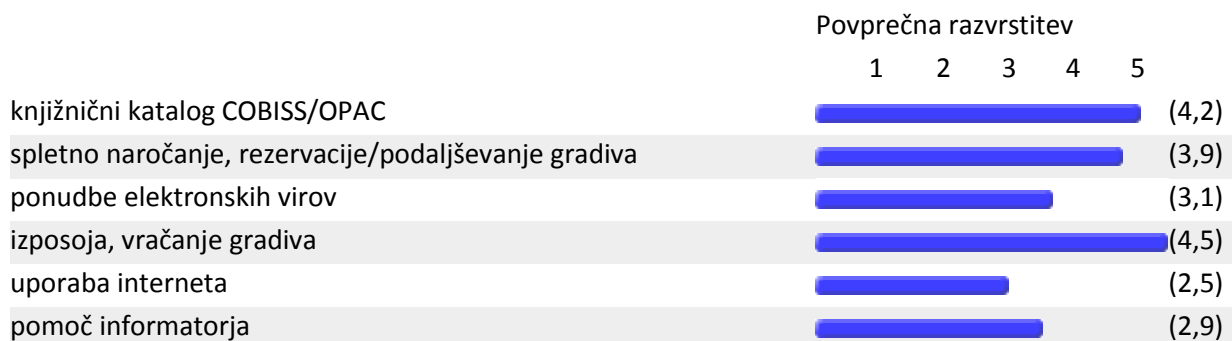 Povprečna razvrstitev
1 2 3 4 5
knjižnični katalog COBISS/OPAC (4,2)
spletno naročanje, rezervacije/podaljševanje gradiva (3,9)
ponudbe elektronskih virov (3,1)
izposoja, vračanje gradiva (4,5)
uporaba interneta (2,5)
pomoč informatorja (2,9)